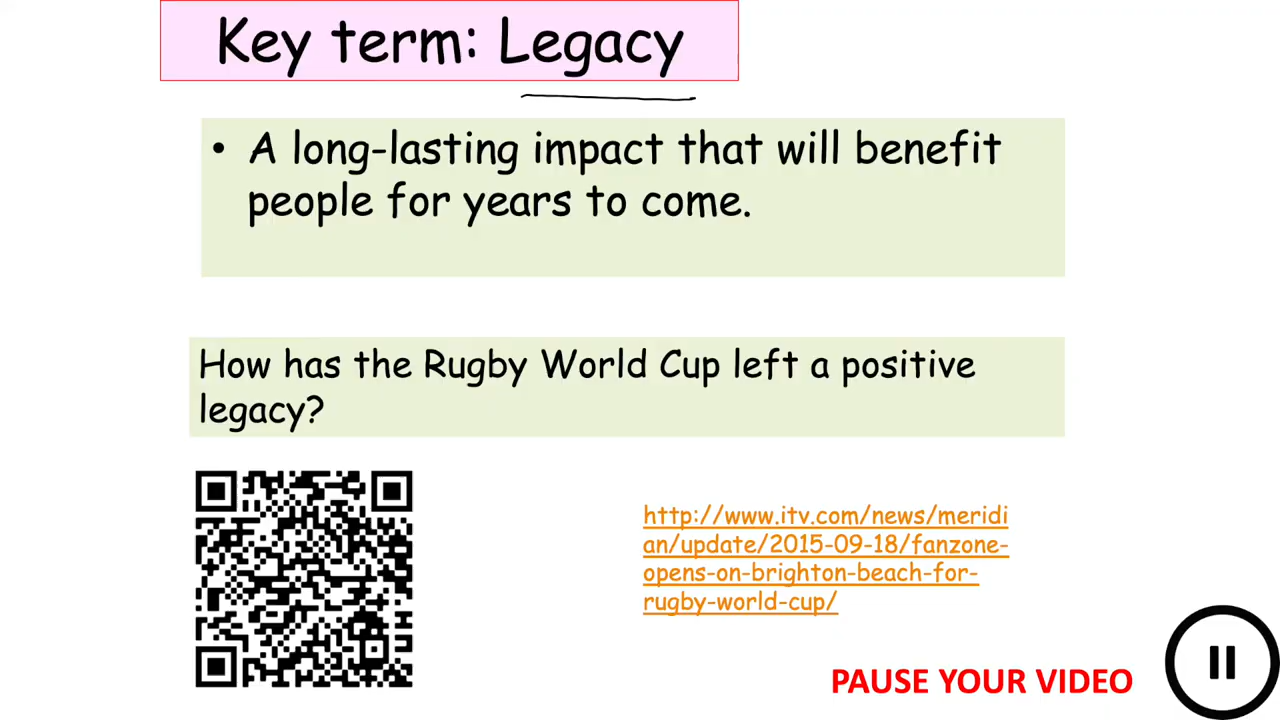 Key term: Legacy
• A long-lasting impact that will benefit
people for years to come.
How has the Rugby World Cup left a positive
legacy?
http://www.itv.com/news/meridi
an/update/2015-09-18/fanzone-
opens-on-brighton-beach-for-
rugby-world-cup/
PAUSE YOUR VIDEO